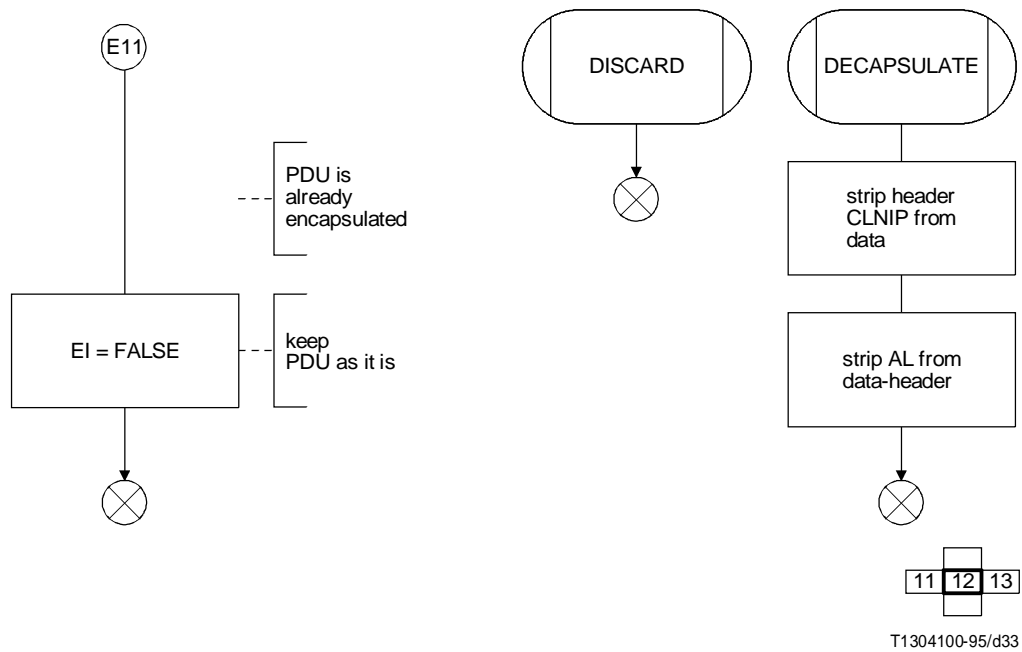 E11
PDU is
already
encapsulated
EI = FALSE
keep
PDU as it is
DISCARD
DECAPSULATE
strip header
CLNIP from
data
strip AL from
data-header
11 12 13
T1304100-95/d33